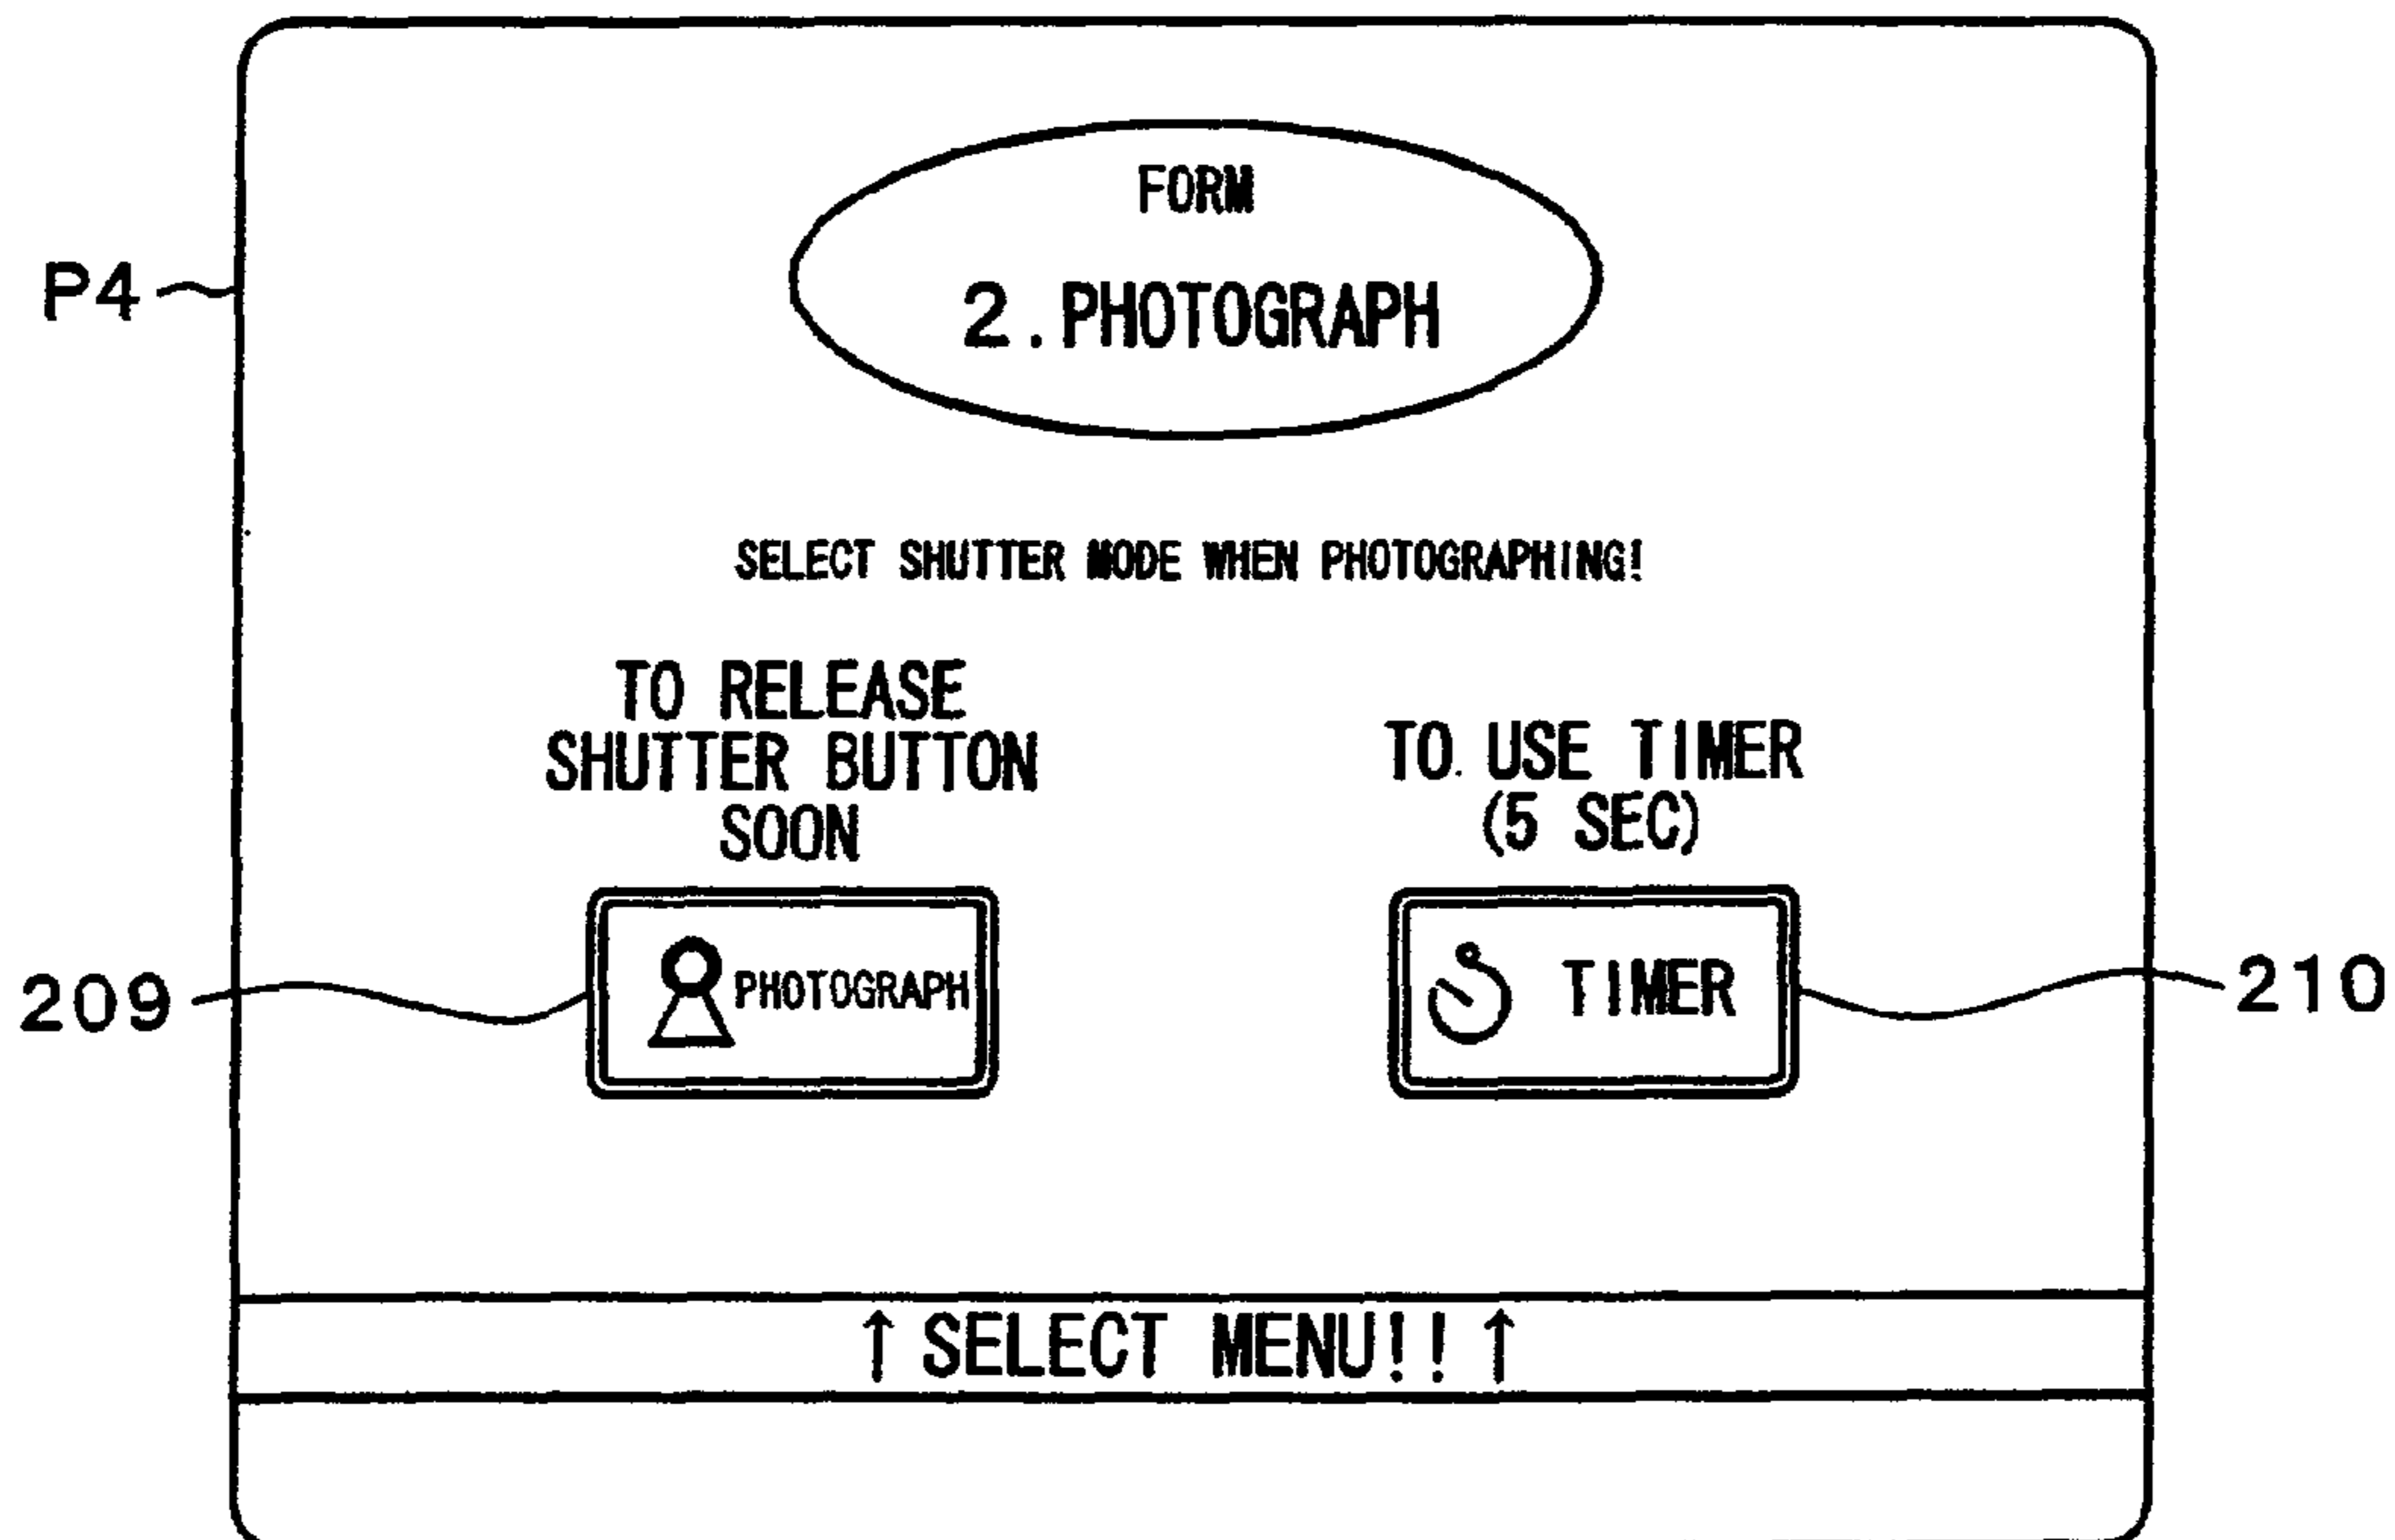 FORM
2.PHOTOGRAPH
P4
SELECT SHUTTER MODE WHEN PHOTOGRAPHING!
TO RELEASE
SHUTTER BUTTON
SOON
TO. USE TIMER
(5 SEC)
209
PHOTOGRAPH
TIMER
210
↑ SELECT MENU!! ↑